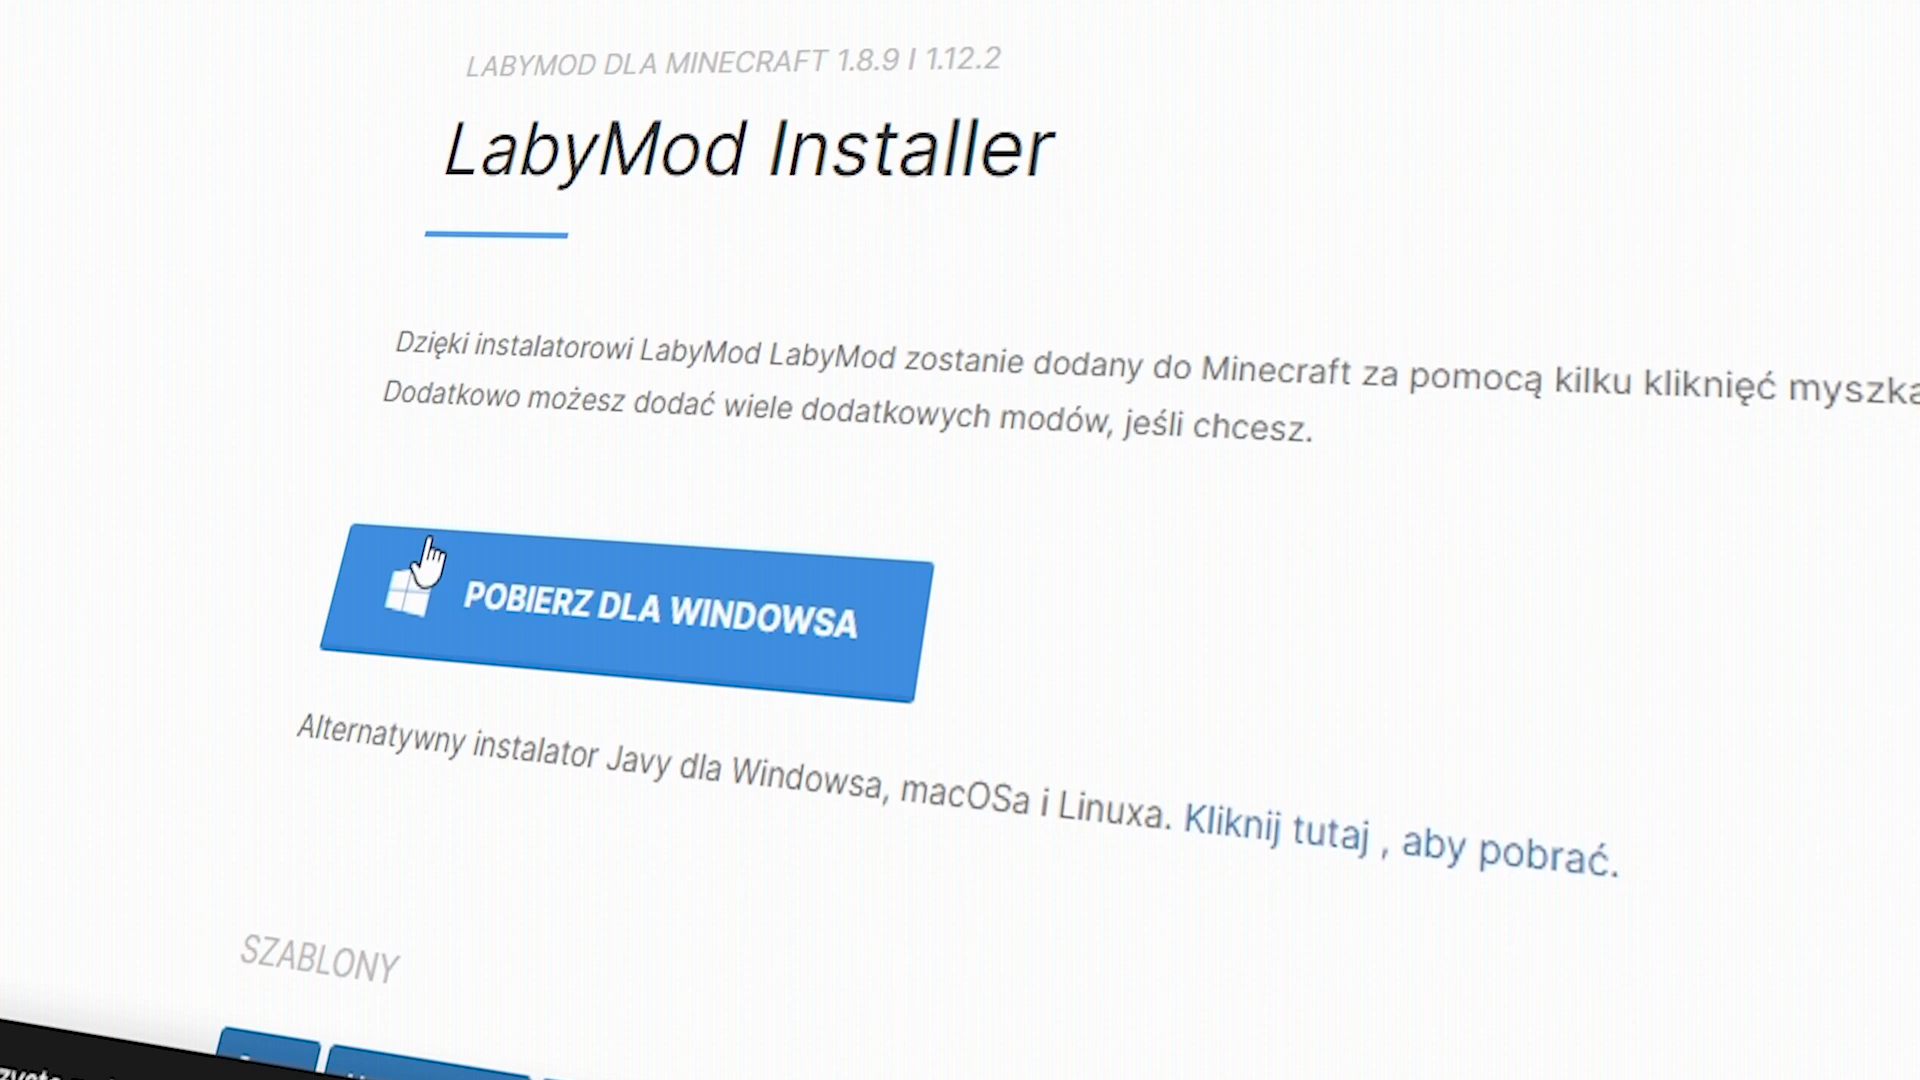 LABYMOD DLA MINECRAFT 1.8.9 I 1.12.2
LabyMod Installer
Dzięki instalatorowi LabyMod LabyMod zostanie dodany do Minecraft za pomocą kilku kliknięć myszką
Dodatkowo możesz dodać wiele dodatkowych modów, jeśli chcesz.
POBIERZ DLA WINDOWSA
Alternatywny instalator Javy dla Windowsa, macOSa i Linuxa. Kliknij tutaj , aby pobrać.
SZABLONY